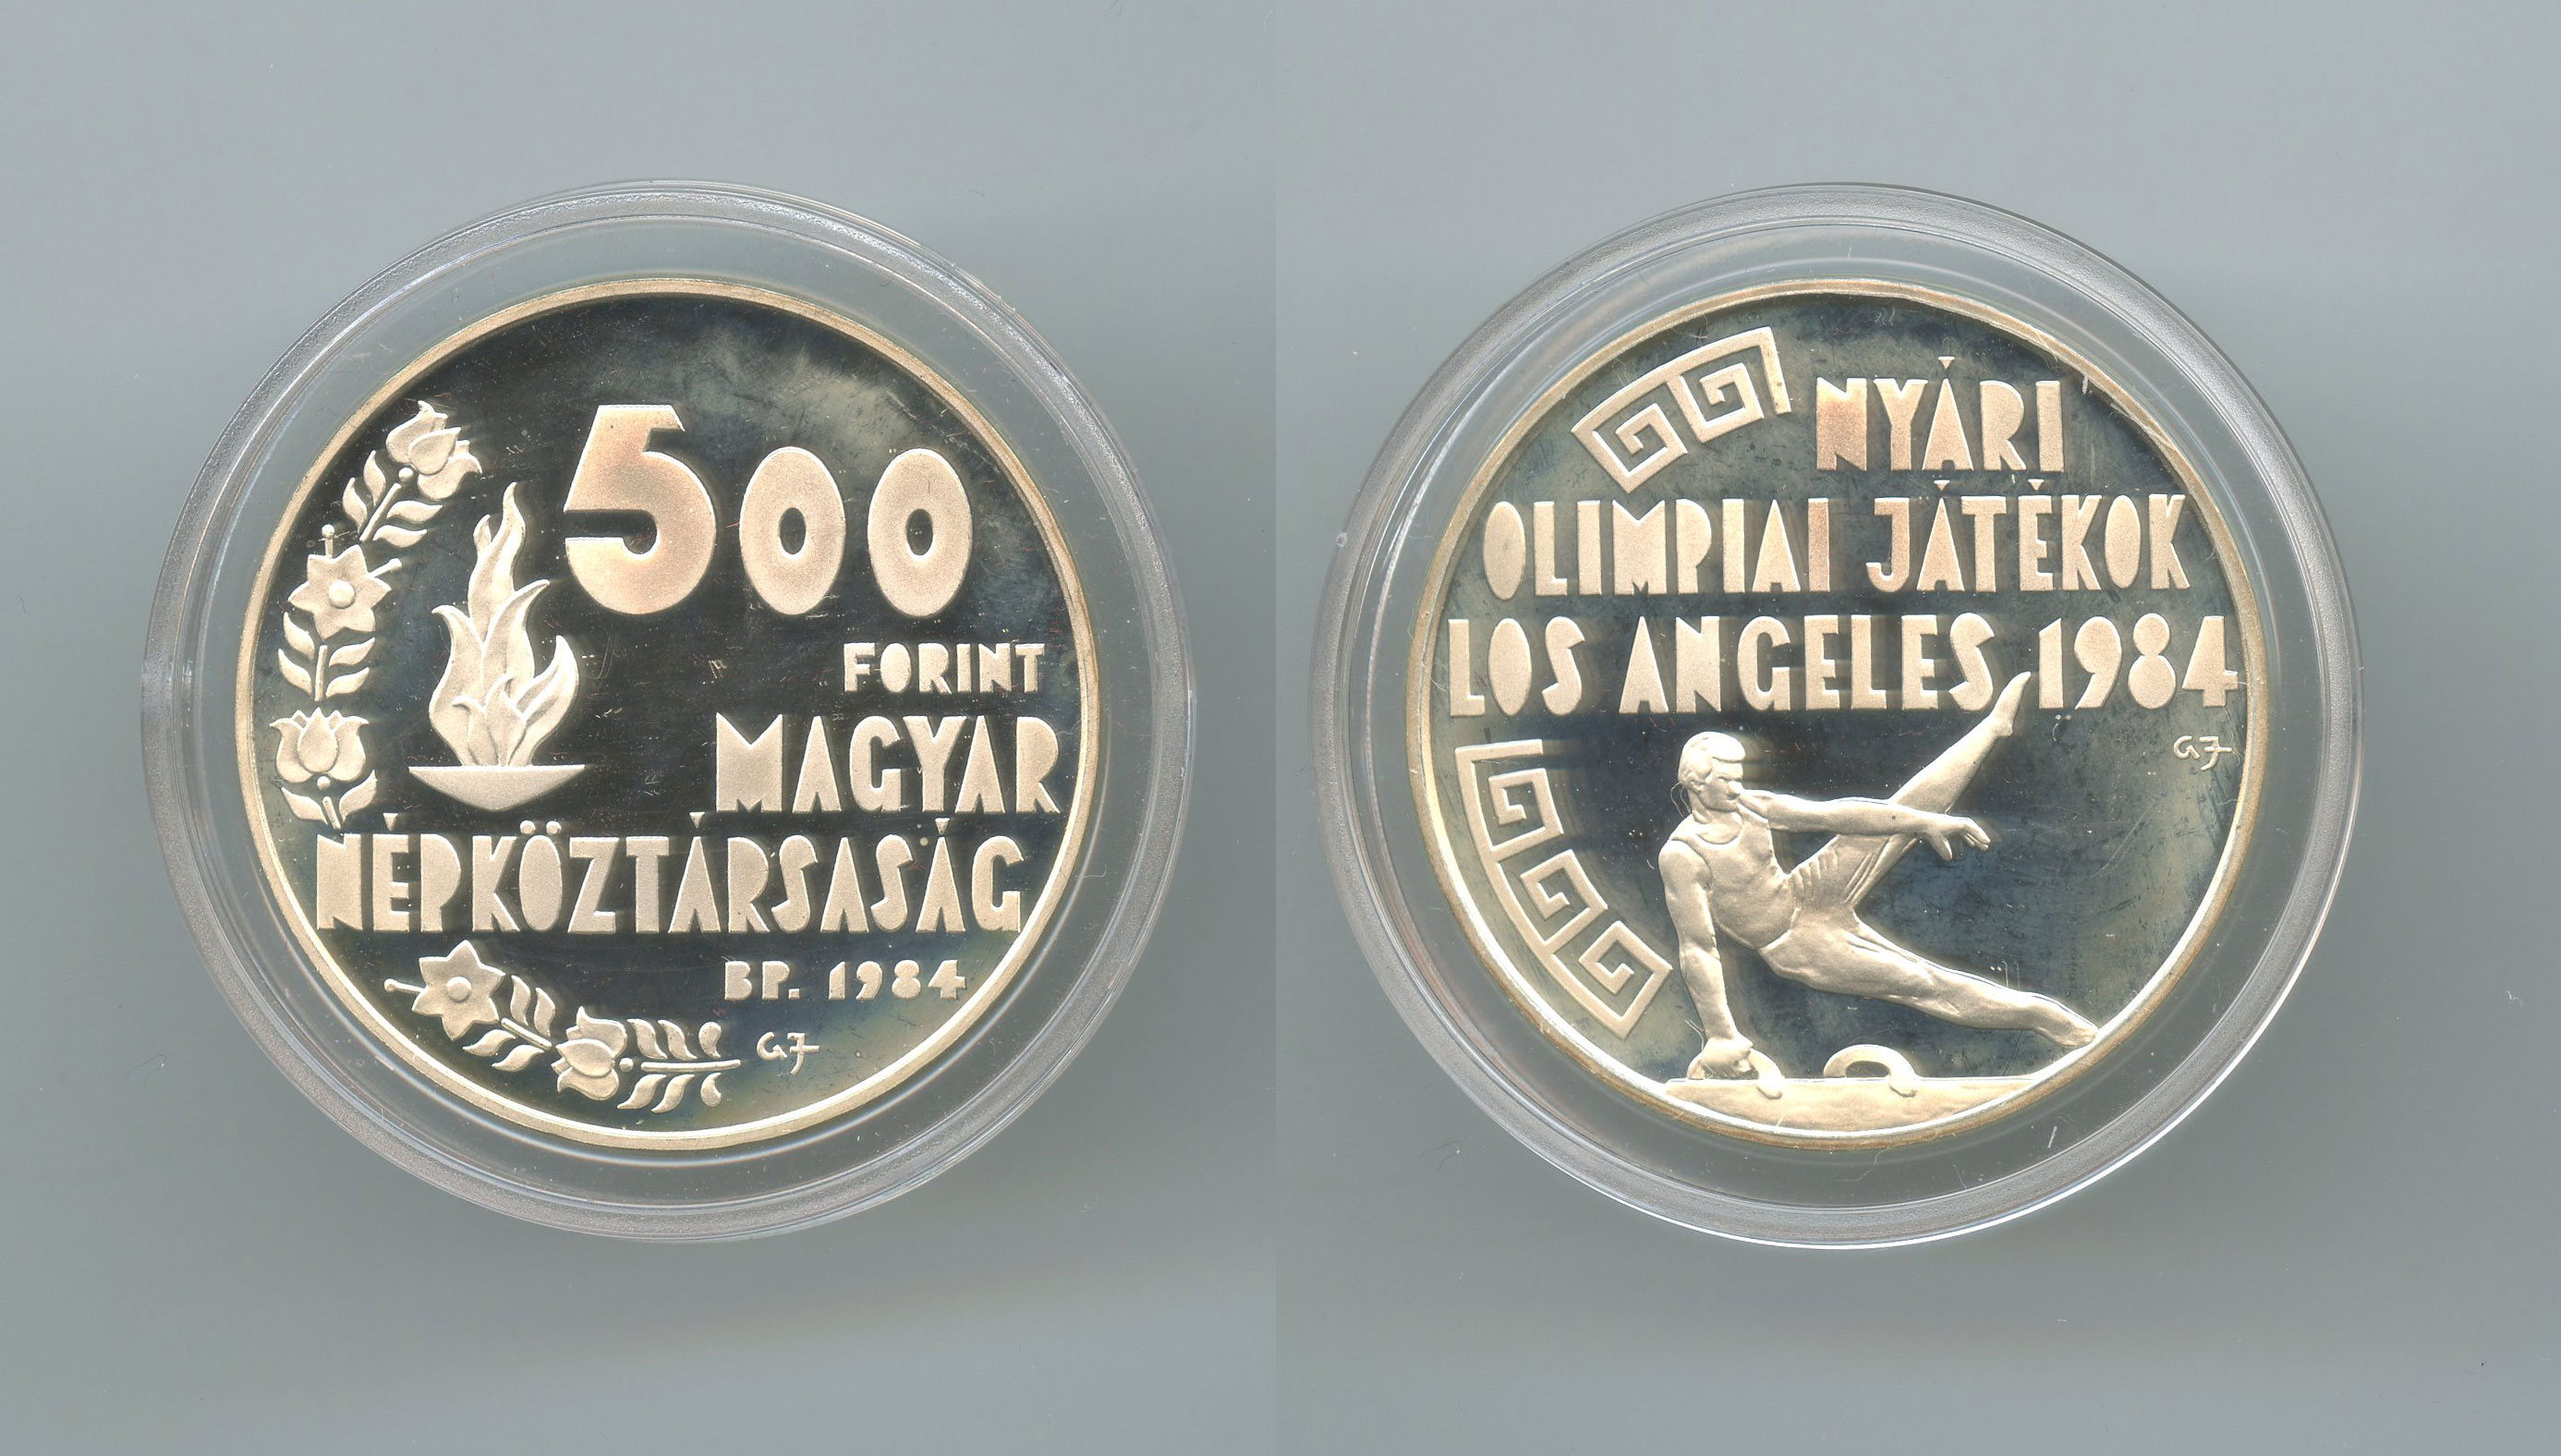 500
FORINT
MAGYAR
NÉPKÖZTÁRSASÁG
BP. 1984
GJ
NYÁRI
OLIMPIAI JÁTÉKOK
LOS ANGELES 1984
GJ